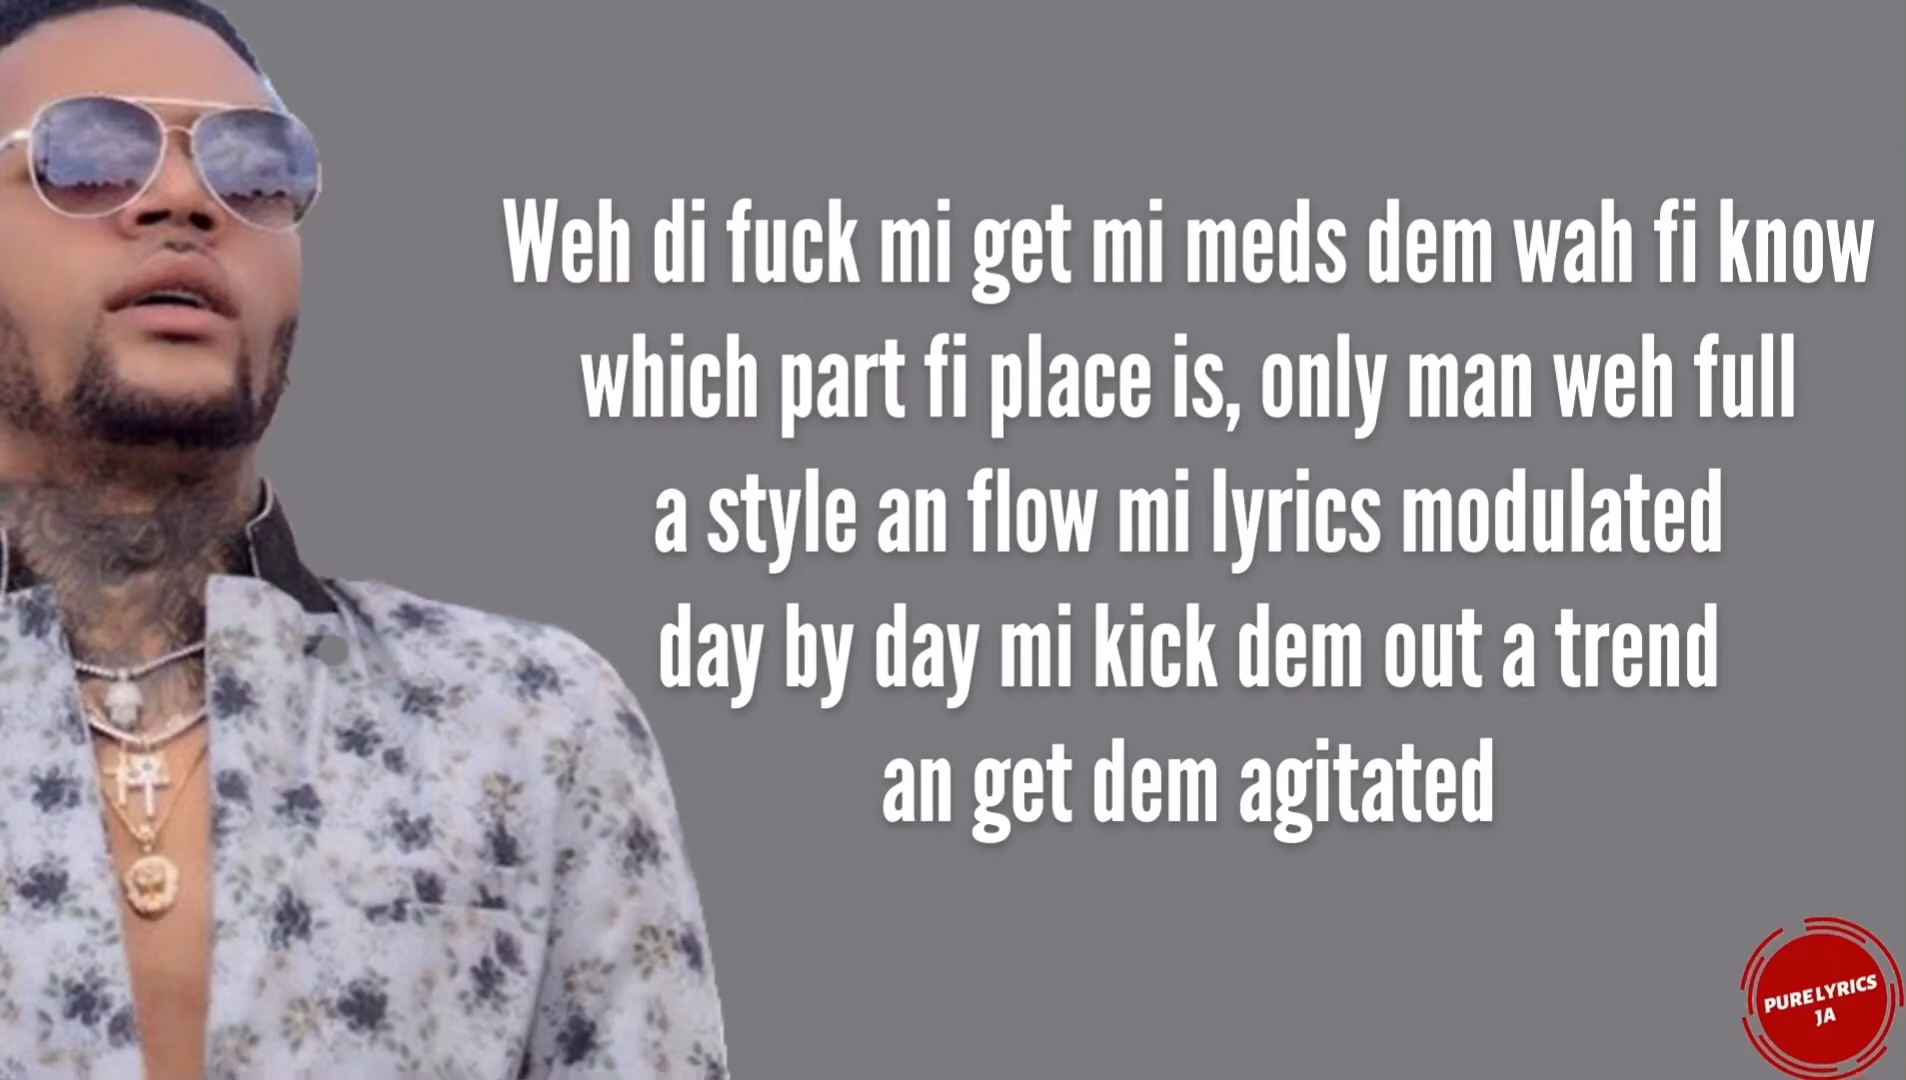 Weh di fuck mi get mi meds dem wah fi know
which part fi place is, only man weh full
a style an flow mi lyrics modulated
day by day mi kick dem out a trend
an get dem agitated
PURE LYRICS
JA